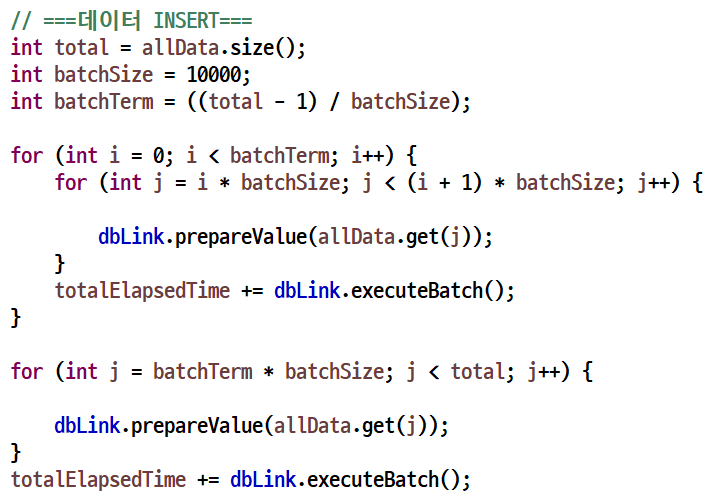 // ===데이터 INSERT===
int total = allData.size();
int batchSize = 10000;
int batchTerm = ((total - 1) / batchSize);
for (int i = 0; i < batchTerm; i++) {
for (int j = i * batchSize; j < (i + 1) * batchSize; j++) {
dbLink.prepareValue(allData.get(j));
}
totalElapsedTime += dbLink.executeBatch();
}
for (int j = batchTerm * batchSize; j < total; j++) {
dbLink.prepareValue(allData.get(j));
}
totalElapsedTime += dbLink.executeBatch();